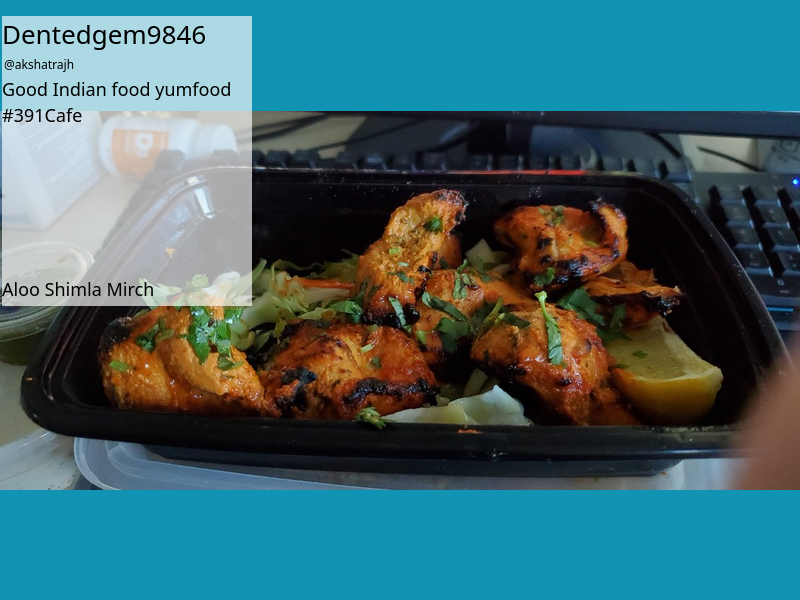 Dentedgem9846
@akshatrajh
Good Indian food yumfood
#391Cafe
Aloo Shimla Mirch